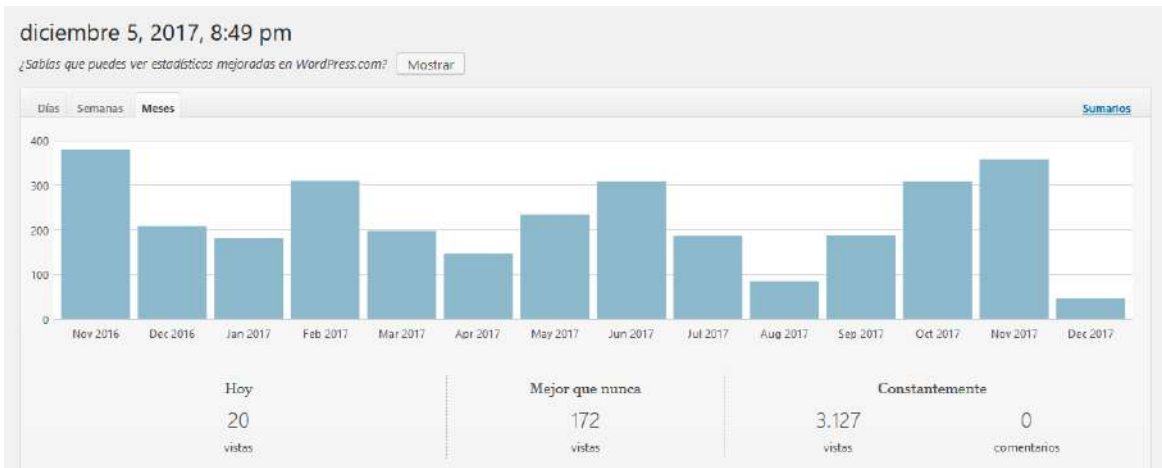 diciembre 5, 2017, 8:49 pm
¿Sabías que puedes ver estadísticas mejoradas en WordPress.com? Mostrar
Días Semanas Meses Sumarios
400
300
200
100
0
Nov 2016 Dec 2016 Jan 2017 Feb 2017 Mar 2017 Apr 2017 May 2017 Jun 2017 Jul 2017 Aug 2017 Sep 2017 Oct 2017 Nov 2017 Dec 2017
Hoy Mejor que nunca Constantemente
20 172 3.127 0
vistas vistas vistas comentarios